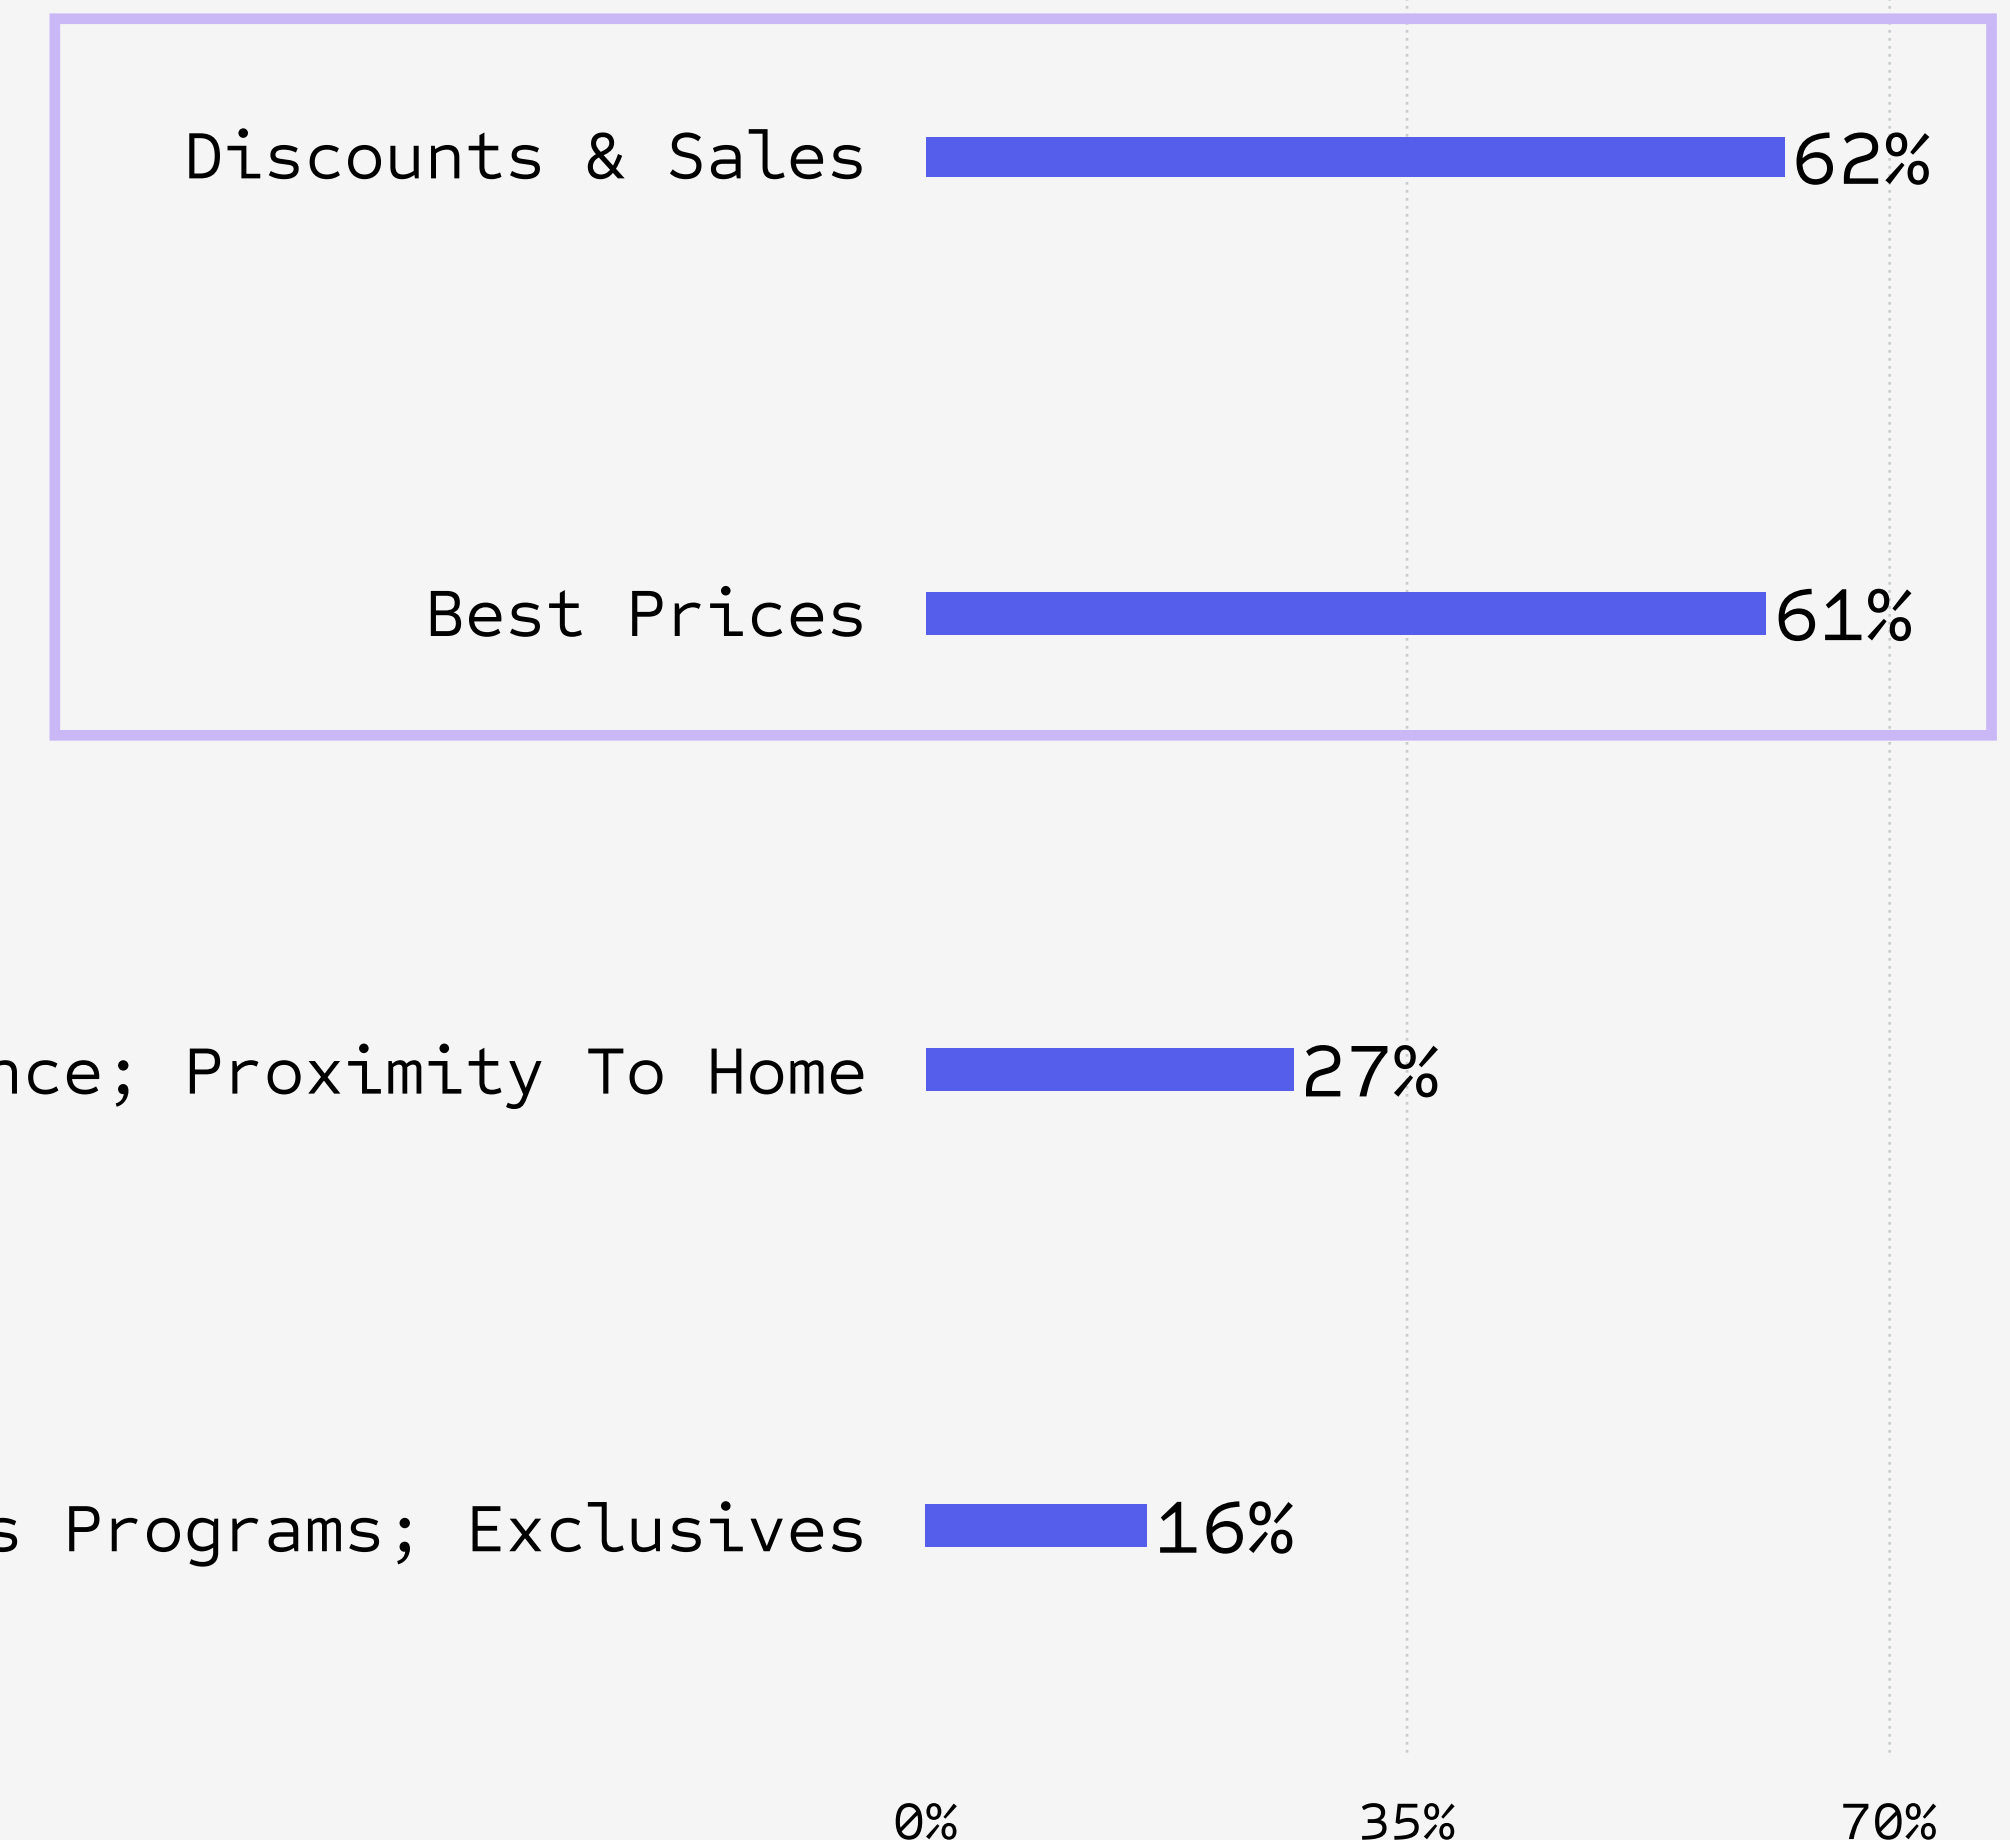 Discounts & Sales 62%
Best Prices 61%
nce; Proximity To Home 27%
s Programs; Exclusives 16%
0% 35% 70%